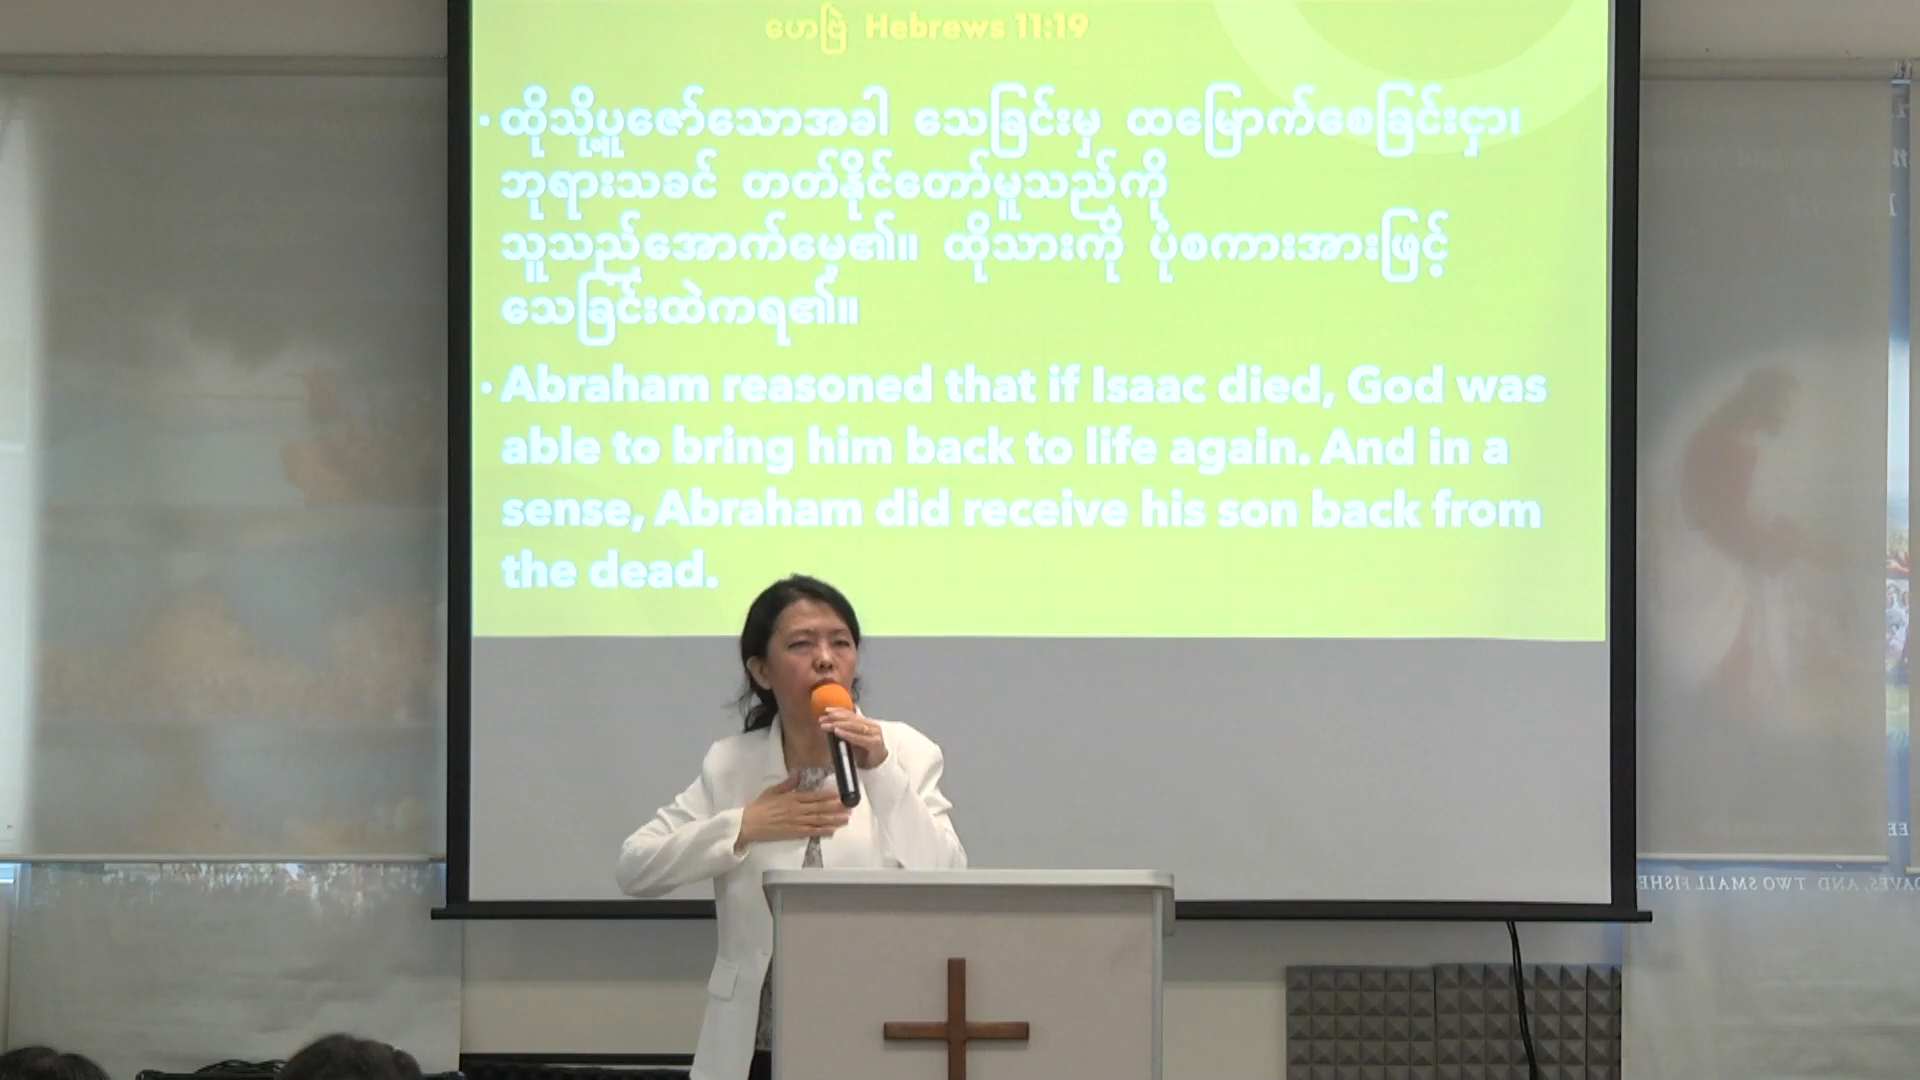 ဟေဗြဲ Hebrews 11:19
• ထိုသို့ပူဇော်သောအခါ သေခြင်းမှ ထမြောက်စေခြင်းငှာ၊
ဘုရားသခင် တတ်နိုင်တော်မူသည်ကို
သူသည်အောက်မေ့၏။ ထိုသားကို ပုံစကားအားဖြင့်
သေခြင်းထဲကရ၏။
• Abraham reasoned that if Isaac died, God was
able to bring him back to life again. And in a
sense, Abraham did receive his son back from
the dead.
AND TWO SMALL FISHE